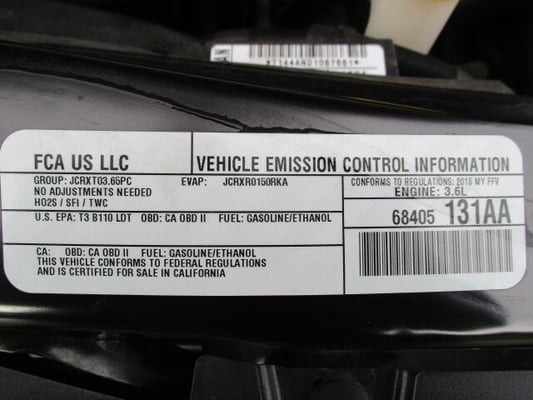 *T144AN01087661*
FCA US LLC
VEHICLE EMISSION CONTROL INFORMATION
GROUP: JCRXT03.65PC EVAP: JCRXR0150RKA
NO ADJUSTMENTS NEEDED
HO2S / SFI / TWC
CONFORMS TO REGULATIONS: 2018 MY FFV
ENGINE: 3.6L
U.S. EPA: T3 B110 LDT OBD: CA OBD II FUEL: GASOLINE/ETHANOL
68405 131AA
CA: OBD: CA OBD II FUEL: GASOLINE/ETHANOL
THIS VEHICLE CONFORMS TO FEDERAL REGULATIONS
AND IS CERTIFIED FOR SALE IN CALIFORNIA